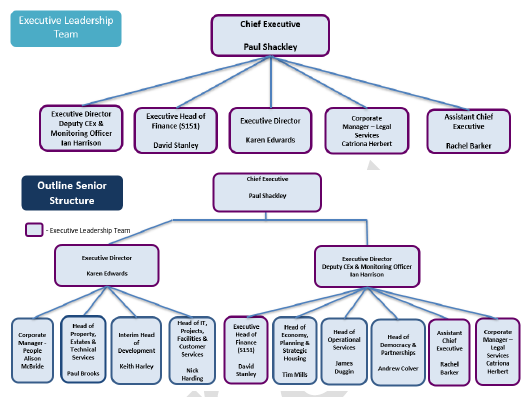 Executive Leadership
Team
Chief Executive
Paul Shackley
Executive Director
Deputy CEx &
Monitoring Officer
Ian Harrison
Executive Head of
Finance (S151)
David Stanley
Executive Director
Karen Edwards
Corporate
Manager – Legal
Services
Catriona Herbert
Assistant Chief
Executive
Rachel Barker
Outline Senior
Structure
Chief Executive
Paul Shackley
- Executive Leadership Team
Executive Director
Karen Edwards
Executive Director
Deputy CEx & Monitoring Officer
Ian Harrison
Corporate
Manager -
People
Alison
McBride
Head of
Property,
Estates &
Technical
Services
Paul Brooks
Interim Head
of
Development
Keith Harley
Head of IT,
Projects,
Facilities &
Customer
Services
Nick
Harding
Executive
Head of
Finance
(S151)
David
Stanley
Head of
Economy,
Planning &
Strategic
Housing
Tim Mills
Head of
Operational
Services
James
Duggin
Head of
Democracy &
Partnerships
Andrew Colver
Assistant
Chief
Executive
Rachel
Barker
Corporate
Manager –
Legal
Services
Catriona
Herbert